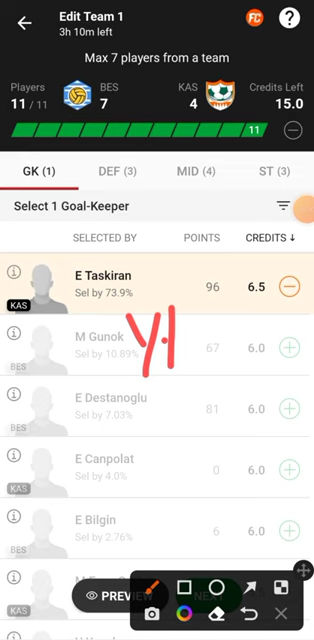 Edit Team 1
3h 10m left
FC
?
Max 7 players from a team
Players BES KAS Credits Left
11 / 11 7 4 15.0
11
GK (1) DEF (3) MID (4) ST (3)
Select 1 Goal-Keeper
SELECTED BY POINTS CREDITS ↓
i E Taskiran
Sel by 73.9% 96 6.5
KAS
i M Gunok
Sel by 10.89% 67 6.0
BES
i E Destanoglu
Sel by 7.03% 81 6.0
BES
i E Canpolat
Sel by 4.0% 0 6.0
KAS
i E Bilgin
Sel by 2.76% 6 6.0
BES
i
KAS
PREVIEW